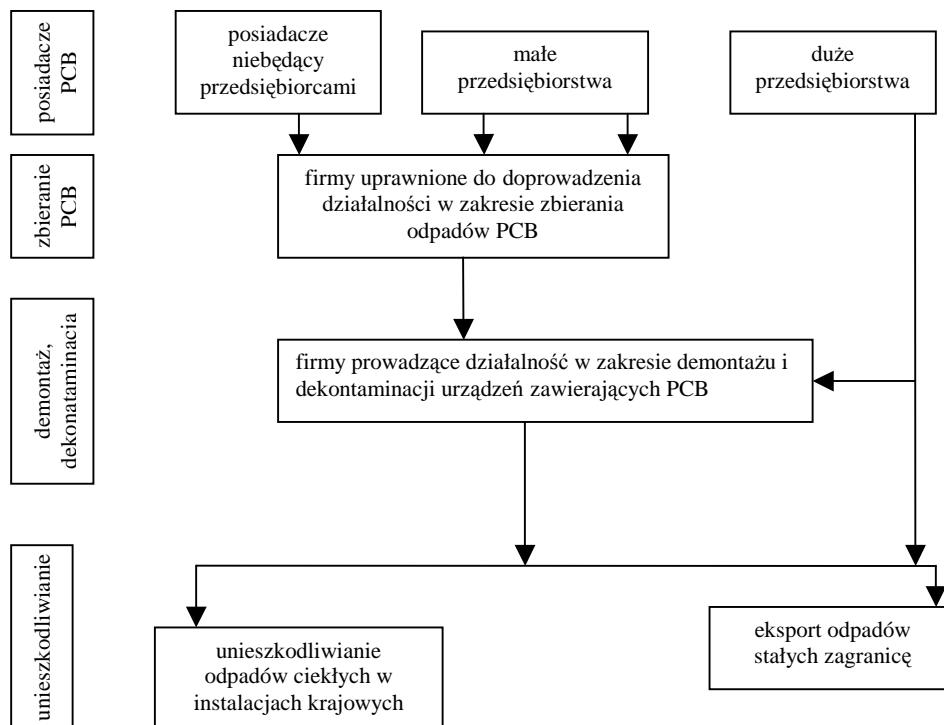 posiadacze
PCB
posiadacze
niebędący
przedsiębiorcami
małe
przedsiębiorstwa
duże
przedsiębiorstwa
zbieranie
PCB
firmy uprawnione do doprowadzenia
działalności w zakresie zbierania
odpadów PCB
demontaż,
dekonataminacia
firmy prowadzące działalność w zakresie demontażu i
dekontaminacji urządzeń zawierających PCB
unieszkodliwianie
unieszkodliwianie
odpadów ciekłych w
instalacjach krajowych
eksport odpadów
stałych zagranicę